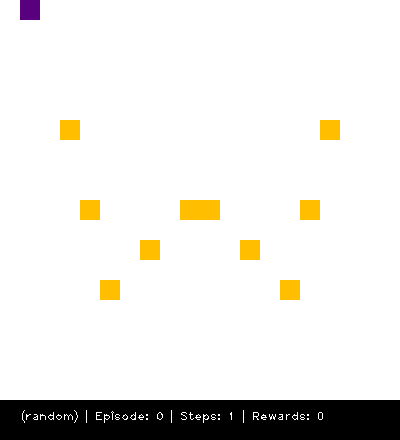 (random) | Episode: 0 | Steps: 1 | Rewards: 0